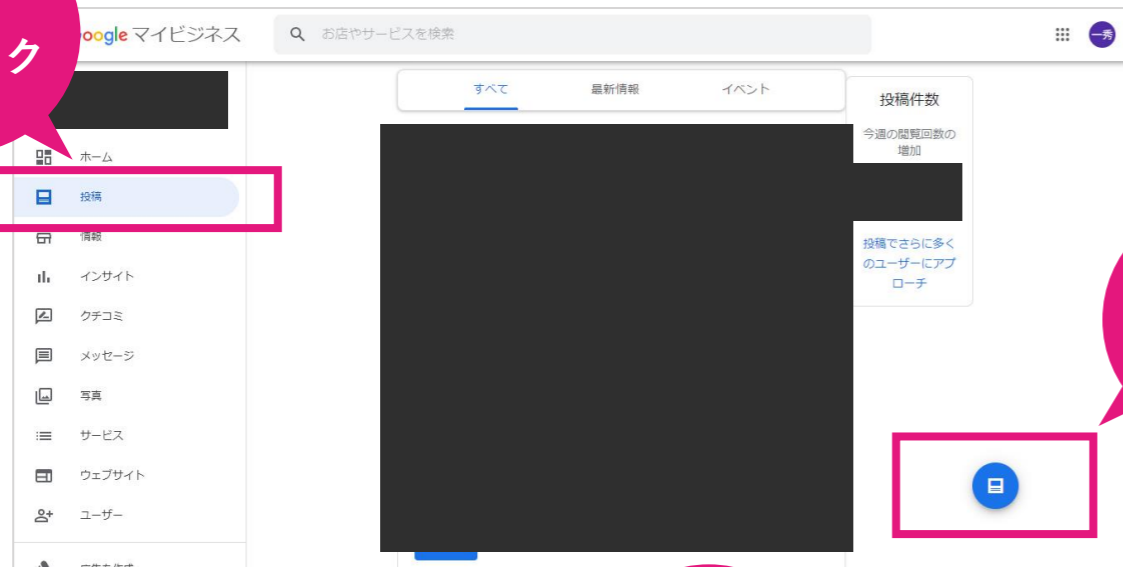 ク
oogle マイビジネス
お店やサービスを検索
一秀
すべて
最新情報
イベント
投稿件数
今週の閲覧回数の
増加
投稿でさらに多く
のユーザーにアプ
ローチ
ホーム
投稿
情報
インサイト
クチコミ
メッセージ
写真
サービス
ウェブサイト
ユーザー